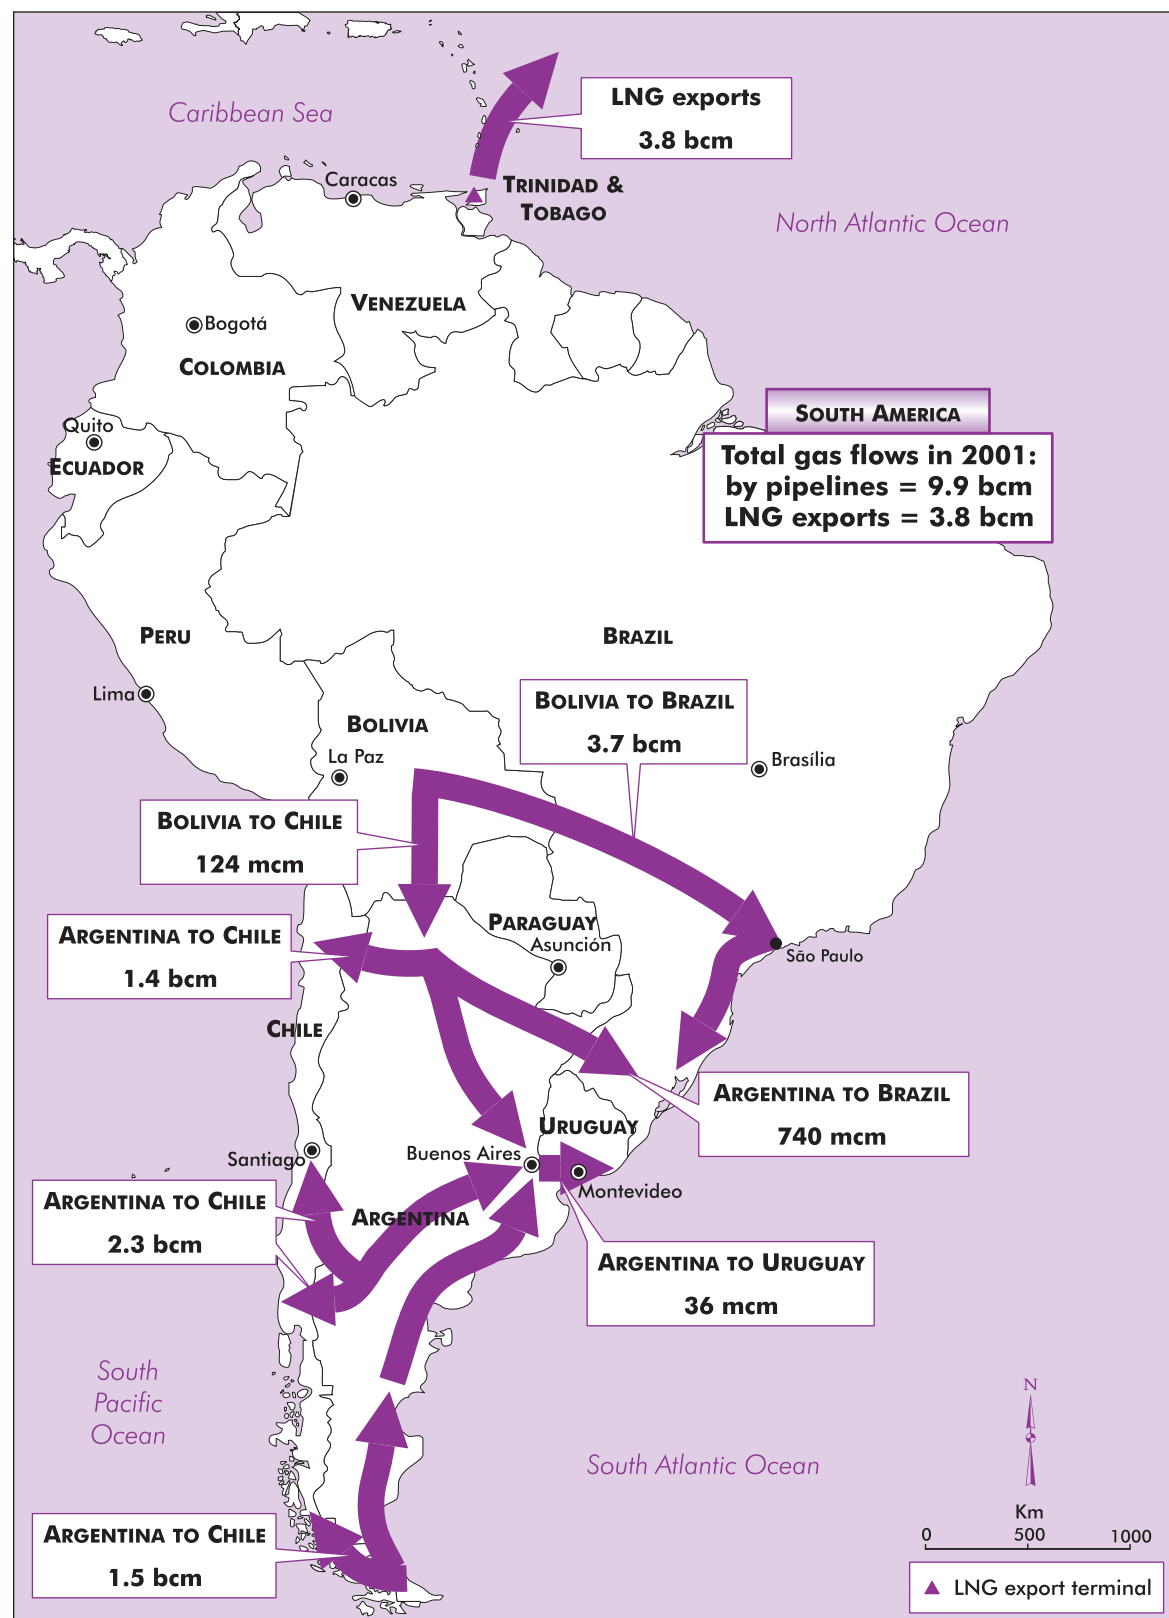 LNG exports
3.8 bcm
Caribbean Sea
Caracas
TRINIDAD &
TOBAGO
North Atlantic Ocean
VENEZUELA
Bogotá
COLOMBIA
Quito
ECUADOR
SOUTH AMERICA
Total gas flows in 2001:
by pipelines = 9.9 bcm
LNG exports = 3.8 bcm
PERU
BRAZIL
Lima
BOLIVIA
La Paz
BOLIVIA TO BRAZIL
3.7 bcm
Brasília
BOLIVIA TO CHILE
124 mcm
PARAGUAY
Asunción
ARGENTINA TO CHILE
1.4 bcm
São Paulo
CHILE
ARGENTINA TO BRAZIL
740 mcm
URUGUAY
Buenos Aires
Santiago
Montevideo
ARGENTINA TO CHILE
2.3 bcm
ARGENTINA
ARGENTINA TO URUGUAY
36 mcm
South
Pacific
Ocean
N
South Atlantic Ocean
ARGENTINA TO CHILE
1.5 bcm
Km
0 500 1000
LNG export terminal